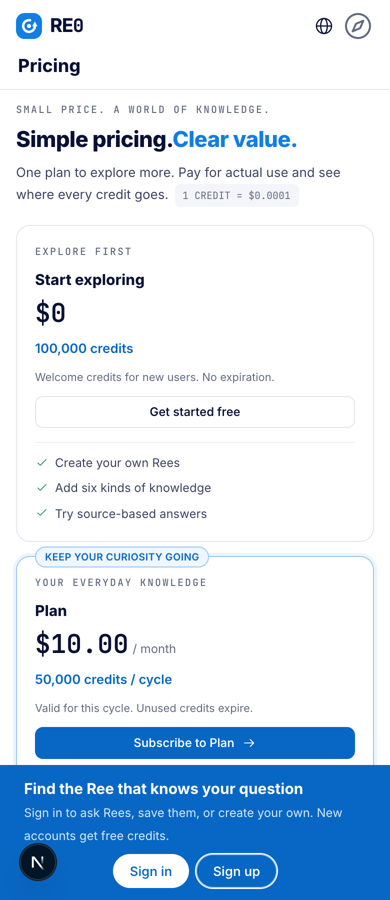 RE0
Pricing
SMALL PRICE. A WORLD OF KNOWLEDGE.
Simple pricing.Clear value.
One plan to explore more. Pay for actual use and see
where every credit goes. 1 CREDIT = $0.0001
EXPLORE FIRST
Start exploring
$0
100,000 credits
Welcome credits for new users. No expiration.
Get started free
Create your own Rees
Add six kinds of knowledge
Try source-based answers
KEEP YOUR CURIOSITY GOING
YOUR EVERYDAY KNOWLEDGE
Plan
$10.00 / month
50,000 credits / cycle
Valid for this cycle. Unused credits expire.
Subscribe to Plan →
Find the Ree that knows your question
Sign in to ask Rees, save them, or create your own. New
accounts get free credits.
N
Sign in
Sign up